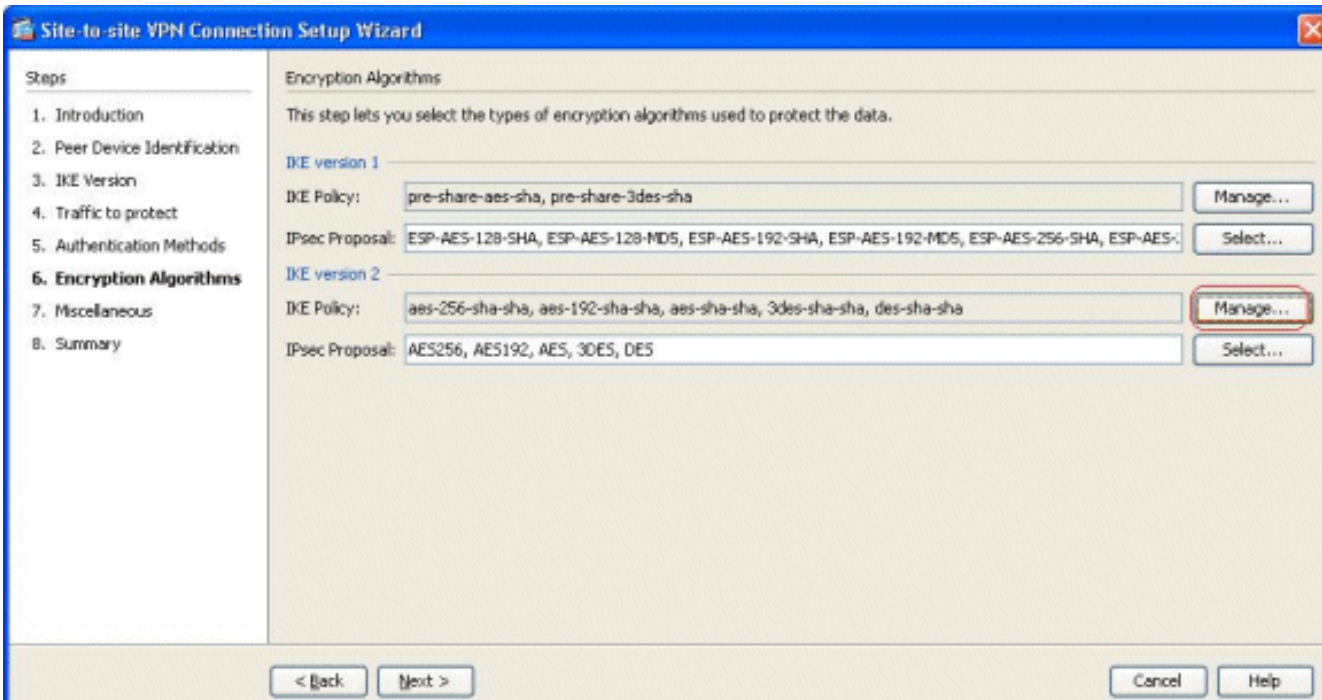 Site-to-site VPN Connection Setup Wizard
Steps
1. Introduction
2. Peer Device Identification
3. IKE Version
4. Traffic to protect
5. Authentication Methods
6. Encryption Algorithms
7. Miscellaneous
8. Summary
Encryption Algorithms
This step lets you select the types of encryption algorithms used to protect the data.
IKE version 1
IKE Policy: pre-share-aes-sha, pre-share-3des-sha Manage...
IPsec Proposal: ESP-AES-128-SHA, ESP-AES-128-MD5, ESP-AES-192-SHA, ESP-AES-192-MD5, ESP-AES-256-SHA, ESP-AES- Select...
IKE version 2
IKE Policy: aes-256-sha-sha, aes-192-sha-sha, aes-sha-sha, 3des-sha-sha, des-sha-sha Manage...
IPsec Proposal: AES256, AES192, AES, 3DES, DES Select...
< Back Next > Cancel Help